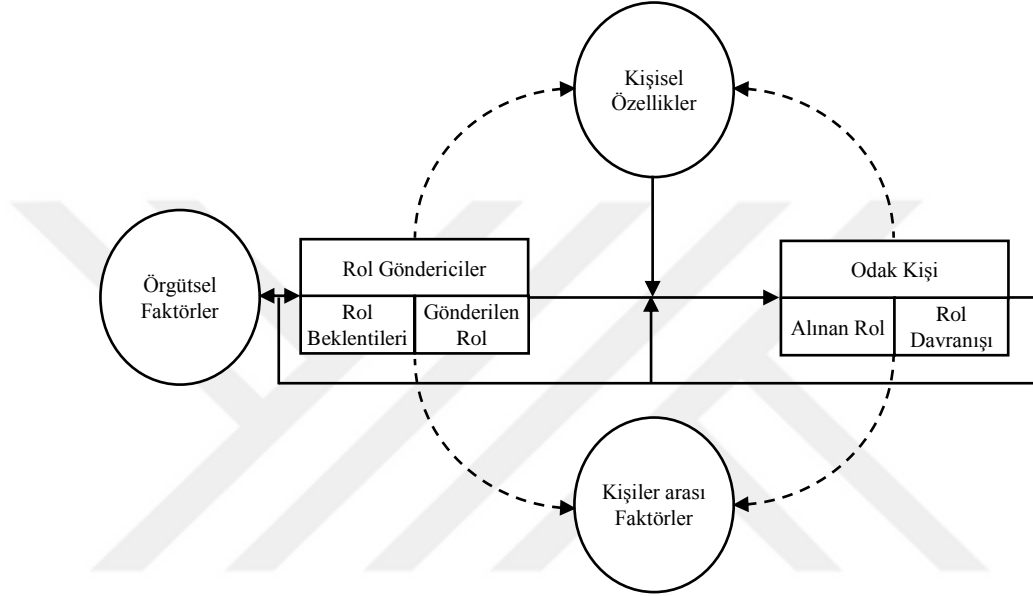 Kişisel
Özellikler
Örgütsel
Faktörler
Rol Göndericiler
Rol
Beklentileri
Gönderilen
Rol
Odak Kişi
Alınan Rol
Rol
Davranışı
Kişiler arası
Faktörler